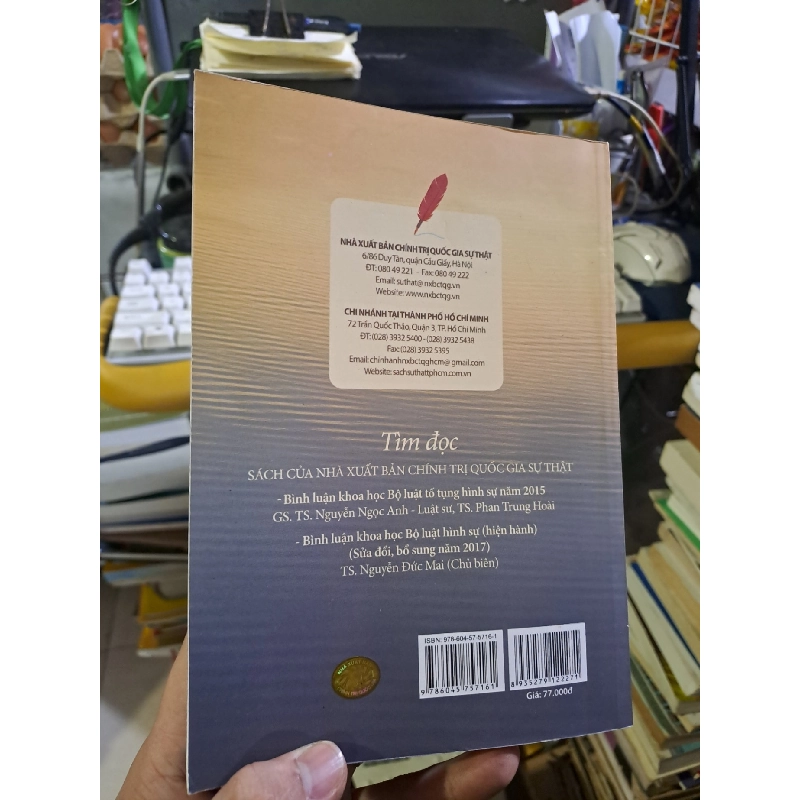 NHÀ XUẤT BẢN CHÍNH TRỊ QUỐC GIA SỰ THẬT
6/86 Duy Tân, quận Cầu Giấy, Hà Nội
ĐT: 080 49 221 - Fax: 080 49 222
Email: suthat@nxbctqg.vn
Website: www.nxbctqg.vn
CHI NHÁNH TẠI THÀNH PHỐ HỒ CHÍ MINH
72 Trần Quốc Thảo, Quận 3, TP. Hồ Chí Minh
ĐT: (028) 3932 5400 - (028) 3932 5438
Fax: (028) 3932 5395
Email: chinhanhnxbctqghcm@gmail.com
Website: sachsuthattphcm.com.vn
Tìm đọc
SÁCH CỦA NHÀ XUẤT BẢN CHÍNH TRỊ QUỐC GIA SỰ THẬT
- Bình luận khoa học Bộ luật tố tụng hình sự năm 2015
GS. TS. Nguyễn Ngọc Anh - Luật sư, TS. Phan Trung Hoài
- Bình luận khoa học Bộ luật hình sự (hiện hành)
(Sửa đổi, bổ sung năm 2017)
TS. Nguyễn Đức Mai (Chủ biên)
ISBN: 978-604-57-5716-1
9 786045 757161
8 935279 122271
Giá: 77.000đ